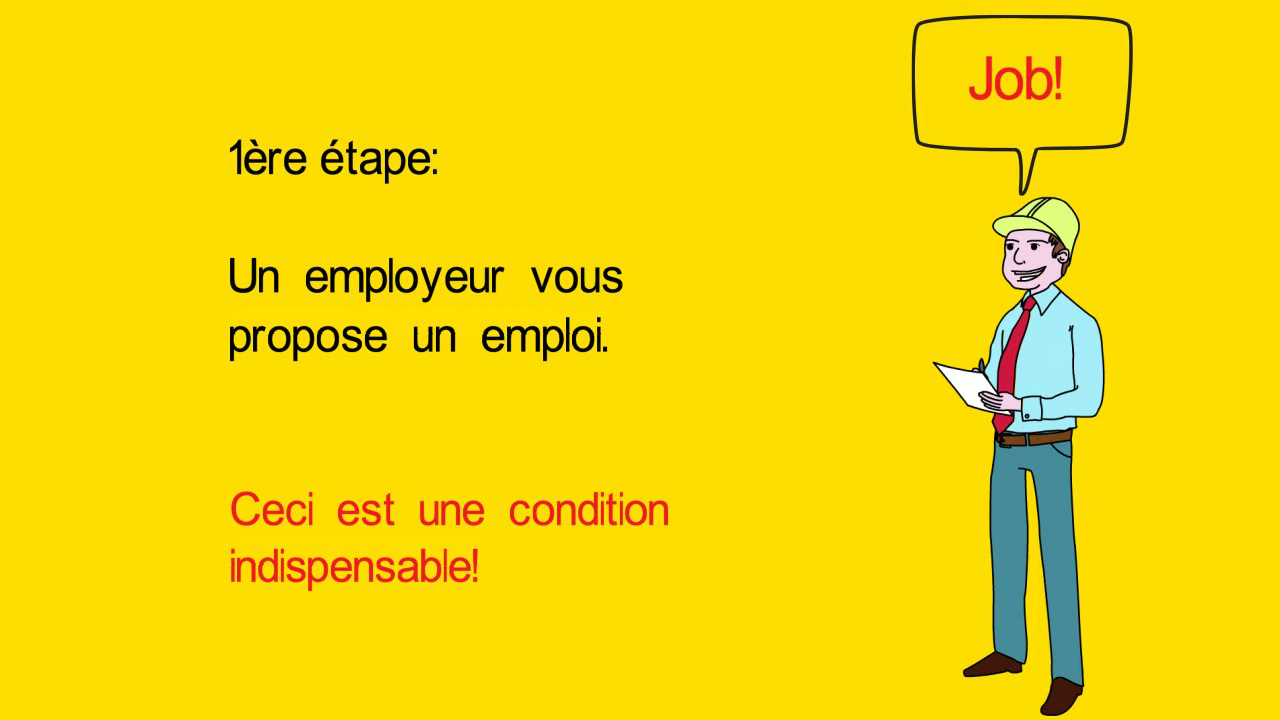 Job!
1ère étape:
Un employeur vous
propose un emploi.
Ceci est une condition
indispensable!